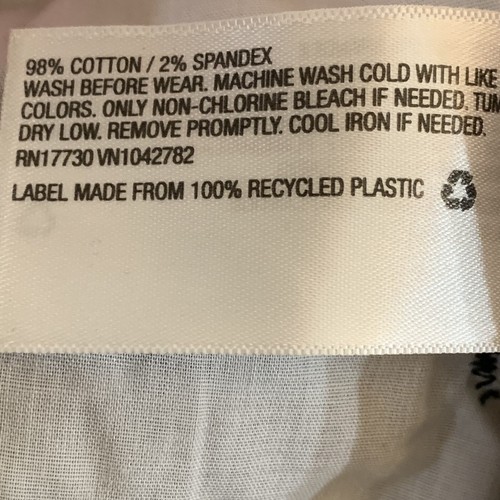 98% COTTON / 2% SPANDEX
WASH BEFORE WEAR. MACHINE WASH COLD WITH LIKE
COLORS. ONLY NON-CHLORINE BLEACH IF NEEDED. TUM
DRY LOW. REMOVE PROMPTLY. COOL IRON IF NEEDED.
RN17730 VN1042782
LABEL MADE FROM 100% RECYCLED PLASTIC